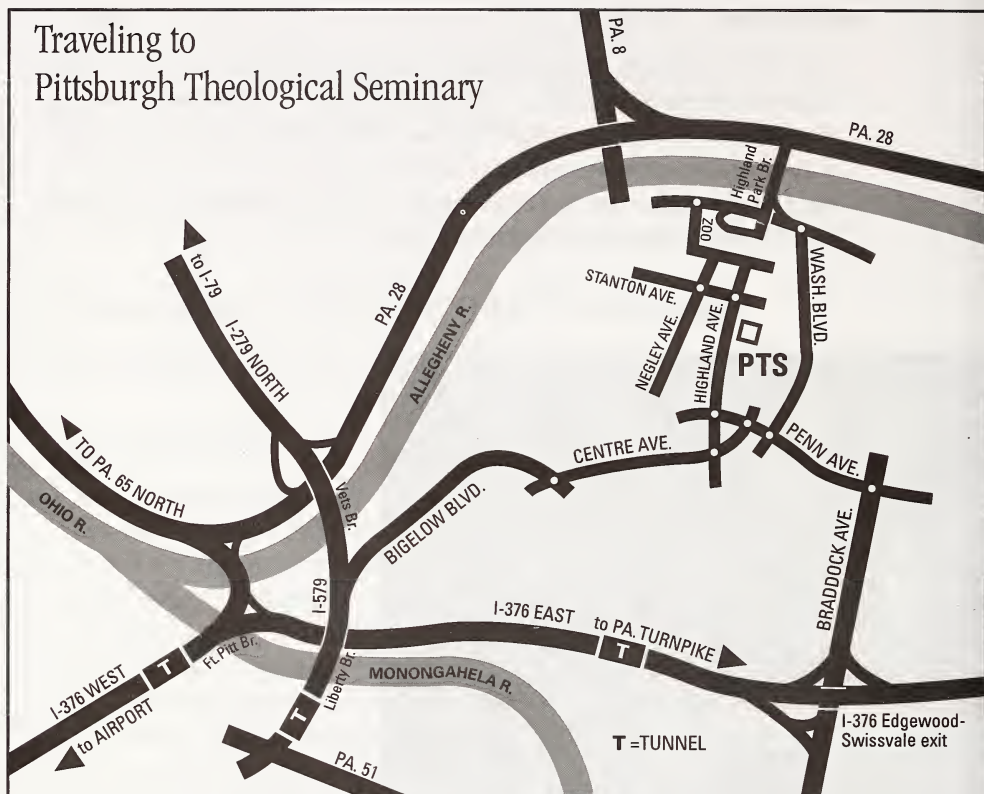 Traveling to
Pittsburgh Theological Seminary
PA. 8
PA. 28
Highland
Park Br.
ZOO
to I-79
I-279 NORTH
PA. 28
ALLEGHENY R.
STANTON AVE.
NEGLEY AVE.
HIGHLAND AVE.
WASH. BLVD.
PTS
TO PA. 65 NORTH
OHIO R.
Vets Br.
BIGELOW BLVD.
CENTRE AVE.
PENN AVE.
BRADDOCK AVE.
I-579
I-376 EAST
to PA. TURNPIKE
T
Ft. Pitt Br.
T
I-376 WEST
to AIRPORT
Liberty Br.
T
MONONGAHELA R.
PA. 51
T =TUNNEL
I-376 Edgewood-
Swissvale exit